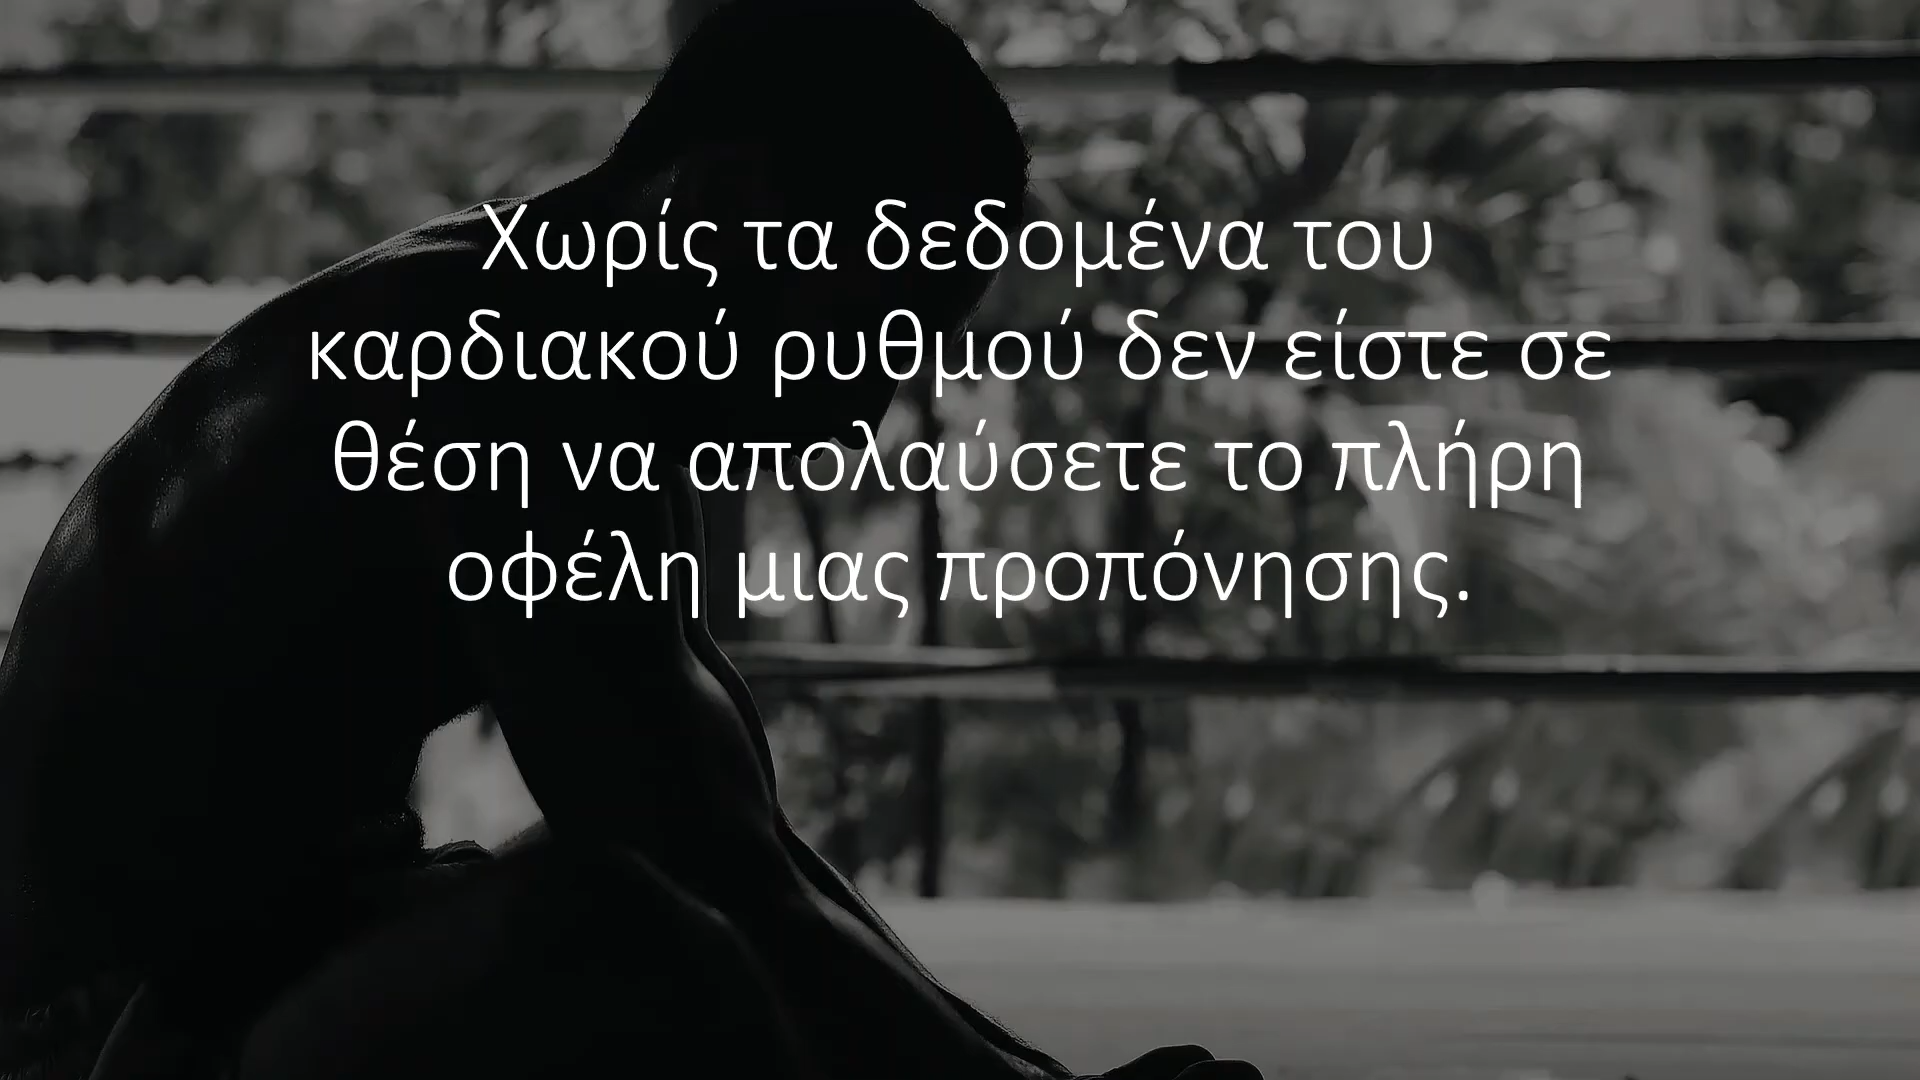 Χωρίς τα δεδομένα του
καρδιακού ρυθμού δεν είστε σε
θέση να απολαύσετε το πλήρη
οφέλη μιας προπόνησης.